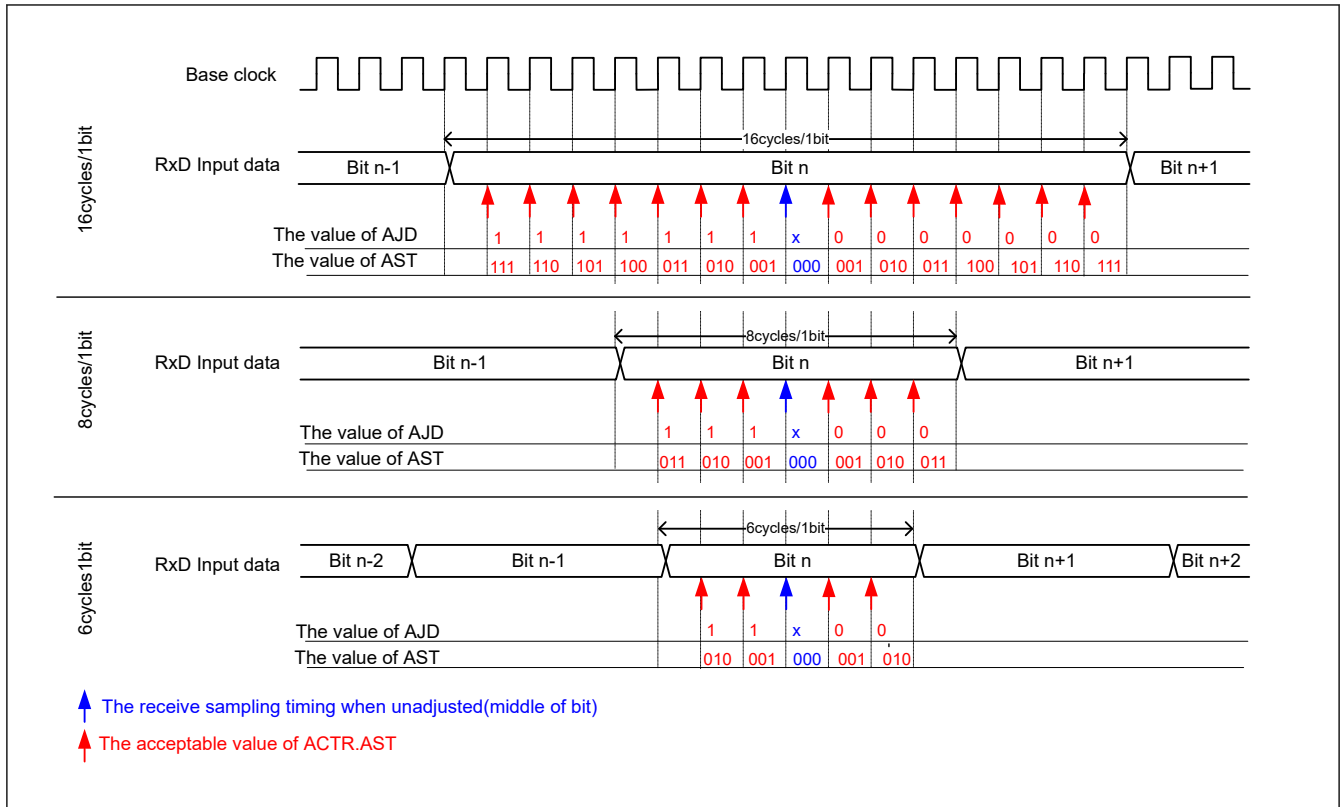 Base clock
16cycles/1bit
16cycles/1bit
RxD Input data Bit n-1 Bit n Bit n+1
The value of AJD 1 1 1 1 1 1 1 x 0 0 0 0 0 0 0
The value of AST 111 110 101 100 011 010 001 000 001 010 011 100 101 110 111
8cycles/1bit
8cycles/1bit
RxD Input data Bit n-1 Bit n Bit n+1
The value of AJD 1 1 1 x 0 0 0
The value of AST 011 010 001 000 001 010 011
6cycles1bit
6cycles/1bit
RxD Input data Bit n-2 Bit n-1 Bit n Bit n+1 Bit n+2
The value of AJD 1 1 x 0 0
The value of AST 010 001 000 001 010
The receive sampling timing when unadjusted(middle of bit)
The acceptable value of ACTR.AST